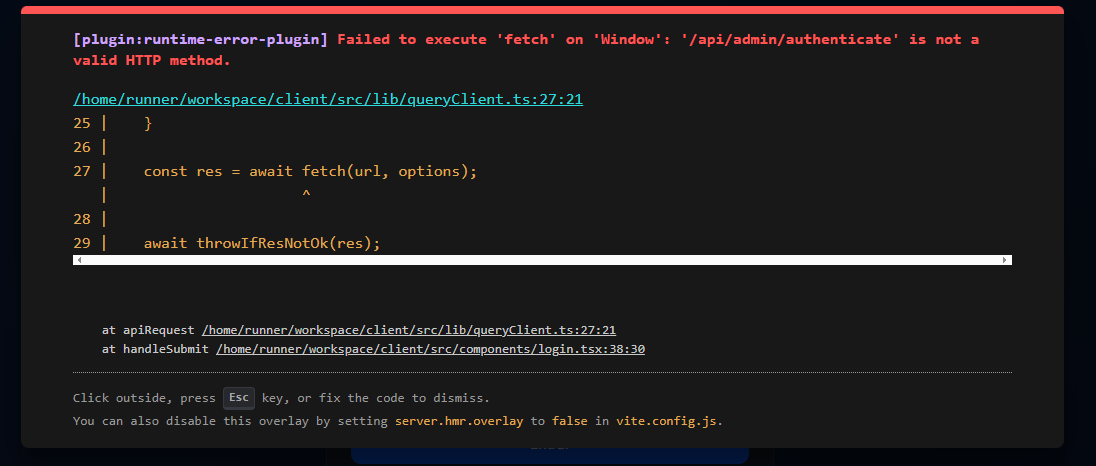 [plugin:runtime-error-plugin] Failed to execute 'fetch' on 'Window': '/api/admin/authenticate' is not a
valid HTTP method.
/home/runner/workspace/client/src/lib/queryClient.ts:27:21
25 |    }
26 |
27 |    const res = await fetch(url, options);
   |                      ^
28 |
29 |    await throwIfResNotOk(res);
at apiRequest /home/runner/workspace/client/src/lib/queryClient.ts:27:21
at handleSubmit /home/runner/workspace/client/src/components/login.tsx:38:30
Click outside, press Esc key, or fix the code to dismiss.
You can also disable this overlay by setting server.hmr.overlay to false in vite.config.js.